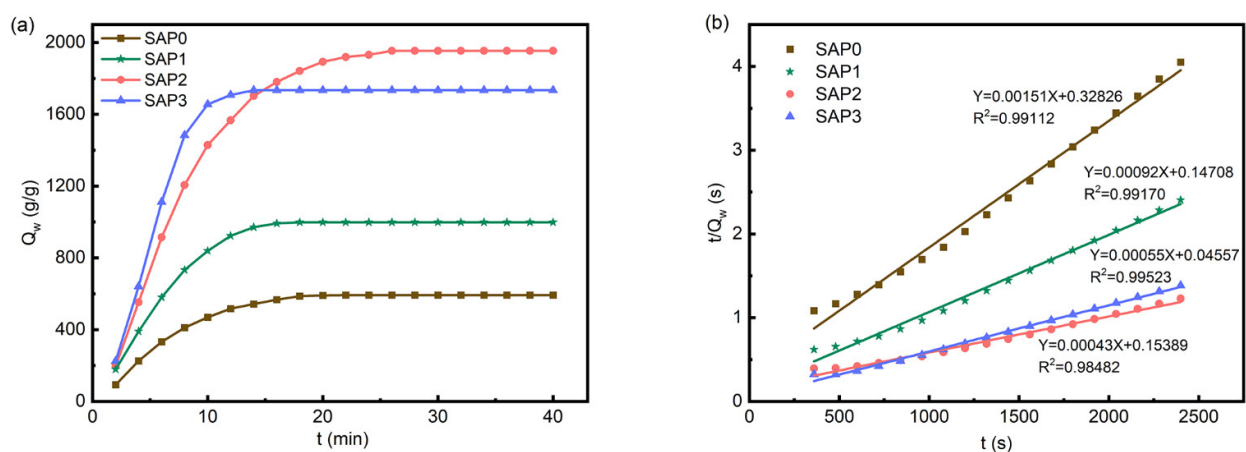 (a)
2000
1600
1200
800
400
0
Q_w (g/g)
SAP0
SAP1
SAP2
SAP3
0 10 20 30 40
t (min)
(b)
4
3
2
1
0
t/Q_w (s)
SAP0
SAP1
SAP2
SAP3
Y=0.00151X+0.32826
R²=0.99112
Y=0.00092X+0.14708
R²=0.99170
Y=0.00055X+0.04557
R²=0.99523
Y=0.00043X+0.15389
R²=0.98482
0 500 1000 1500 2000 2500
t (s)